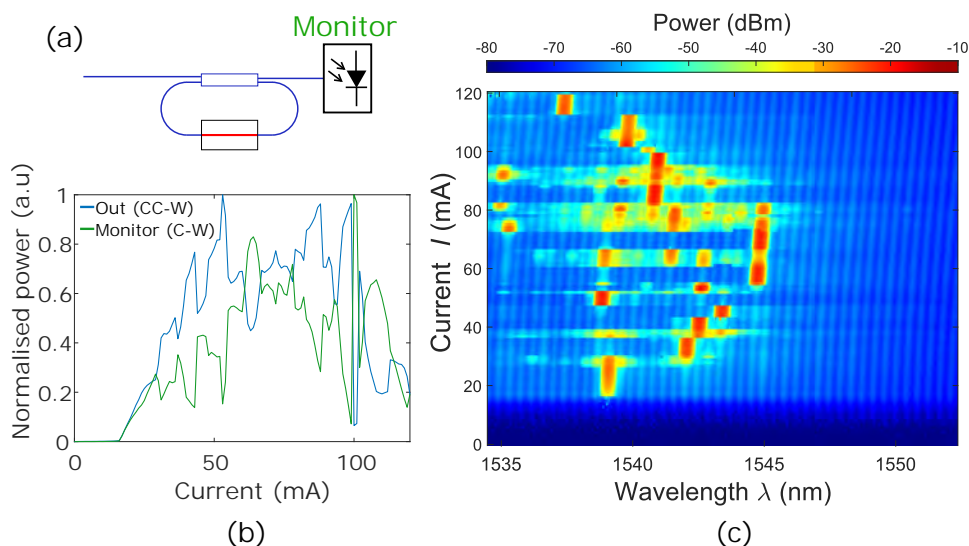 (a)
Monitor
Power (dBm)
-80 -70 -60 -50 -40 -30 -20 -10
Normalised power (a.u)
1
0.8
0.6
0.4
0.2
0
Out (CC-W)
Monitor (C-W)
0 50 100
Current (mA)
(b)
Current I (mA)
120
100
80
60
40
20
0
1535 1540 1545 1550
Wavelength λ (nm)
(c)